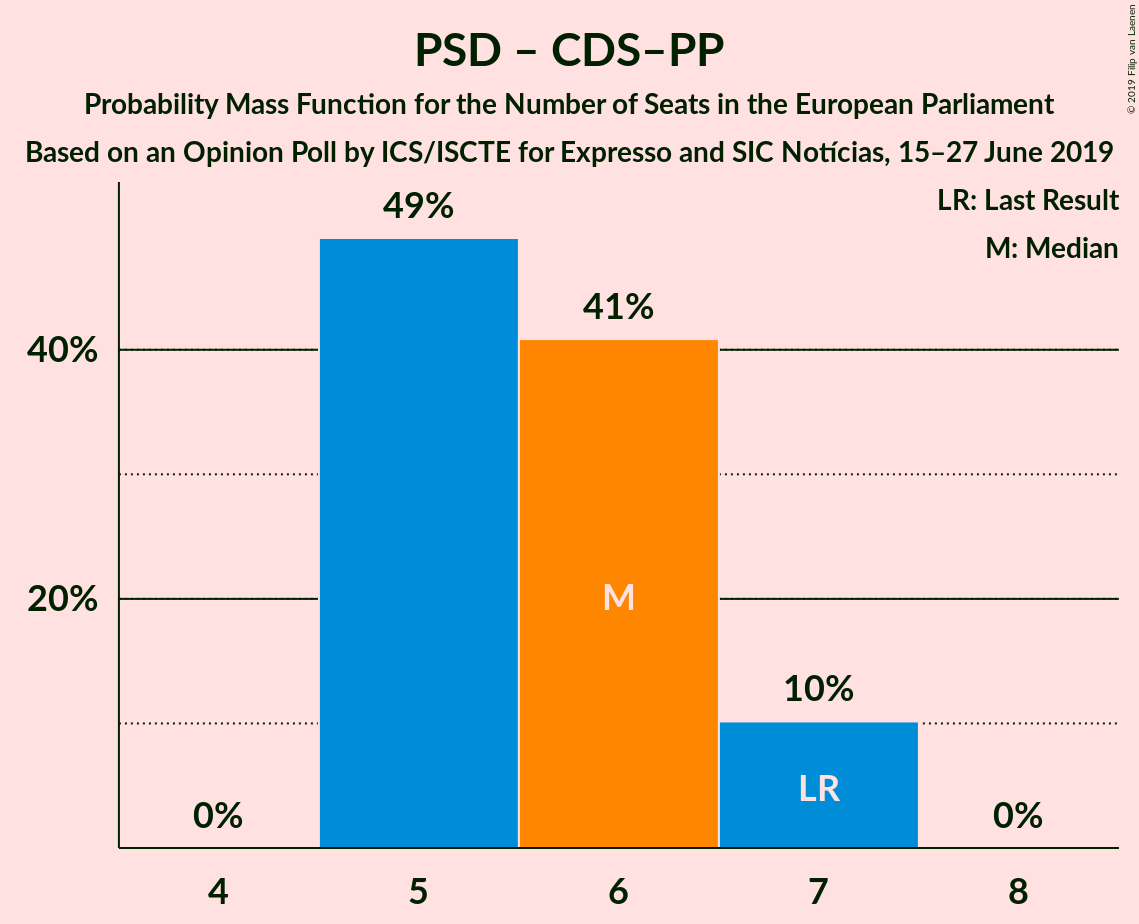 PSD – CDS–PP
Probability Mass Function for the Number of Seats in the European Parliament
Based on an Opinion Poll by ICS/ISCTE for Expresso and SIC Notícias, 15–27 June 2019
© 2019 Filip van Laenen
LR: Last Result
M: Median
49%
41%
40%
M
20%
10%
LR
0%
0%
4 5 6 7 8